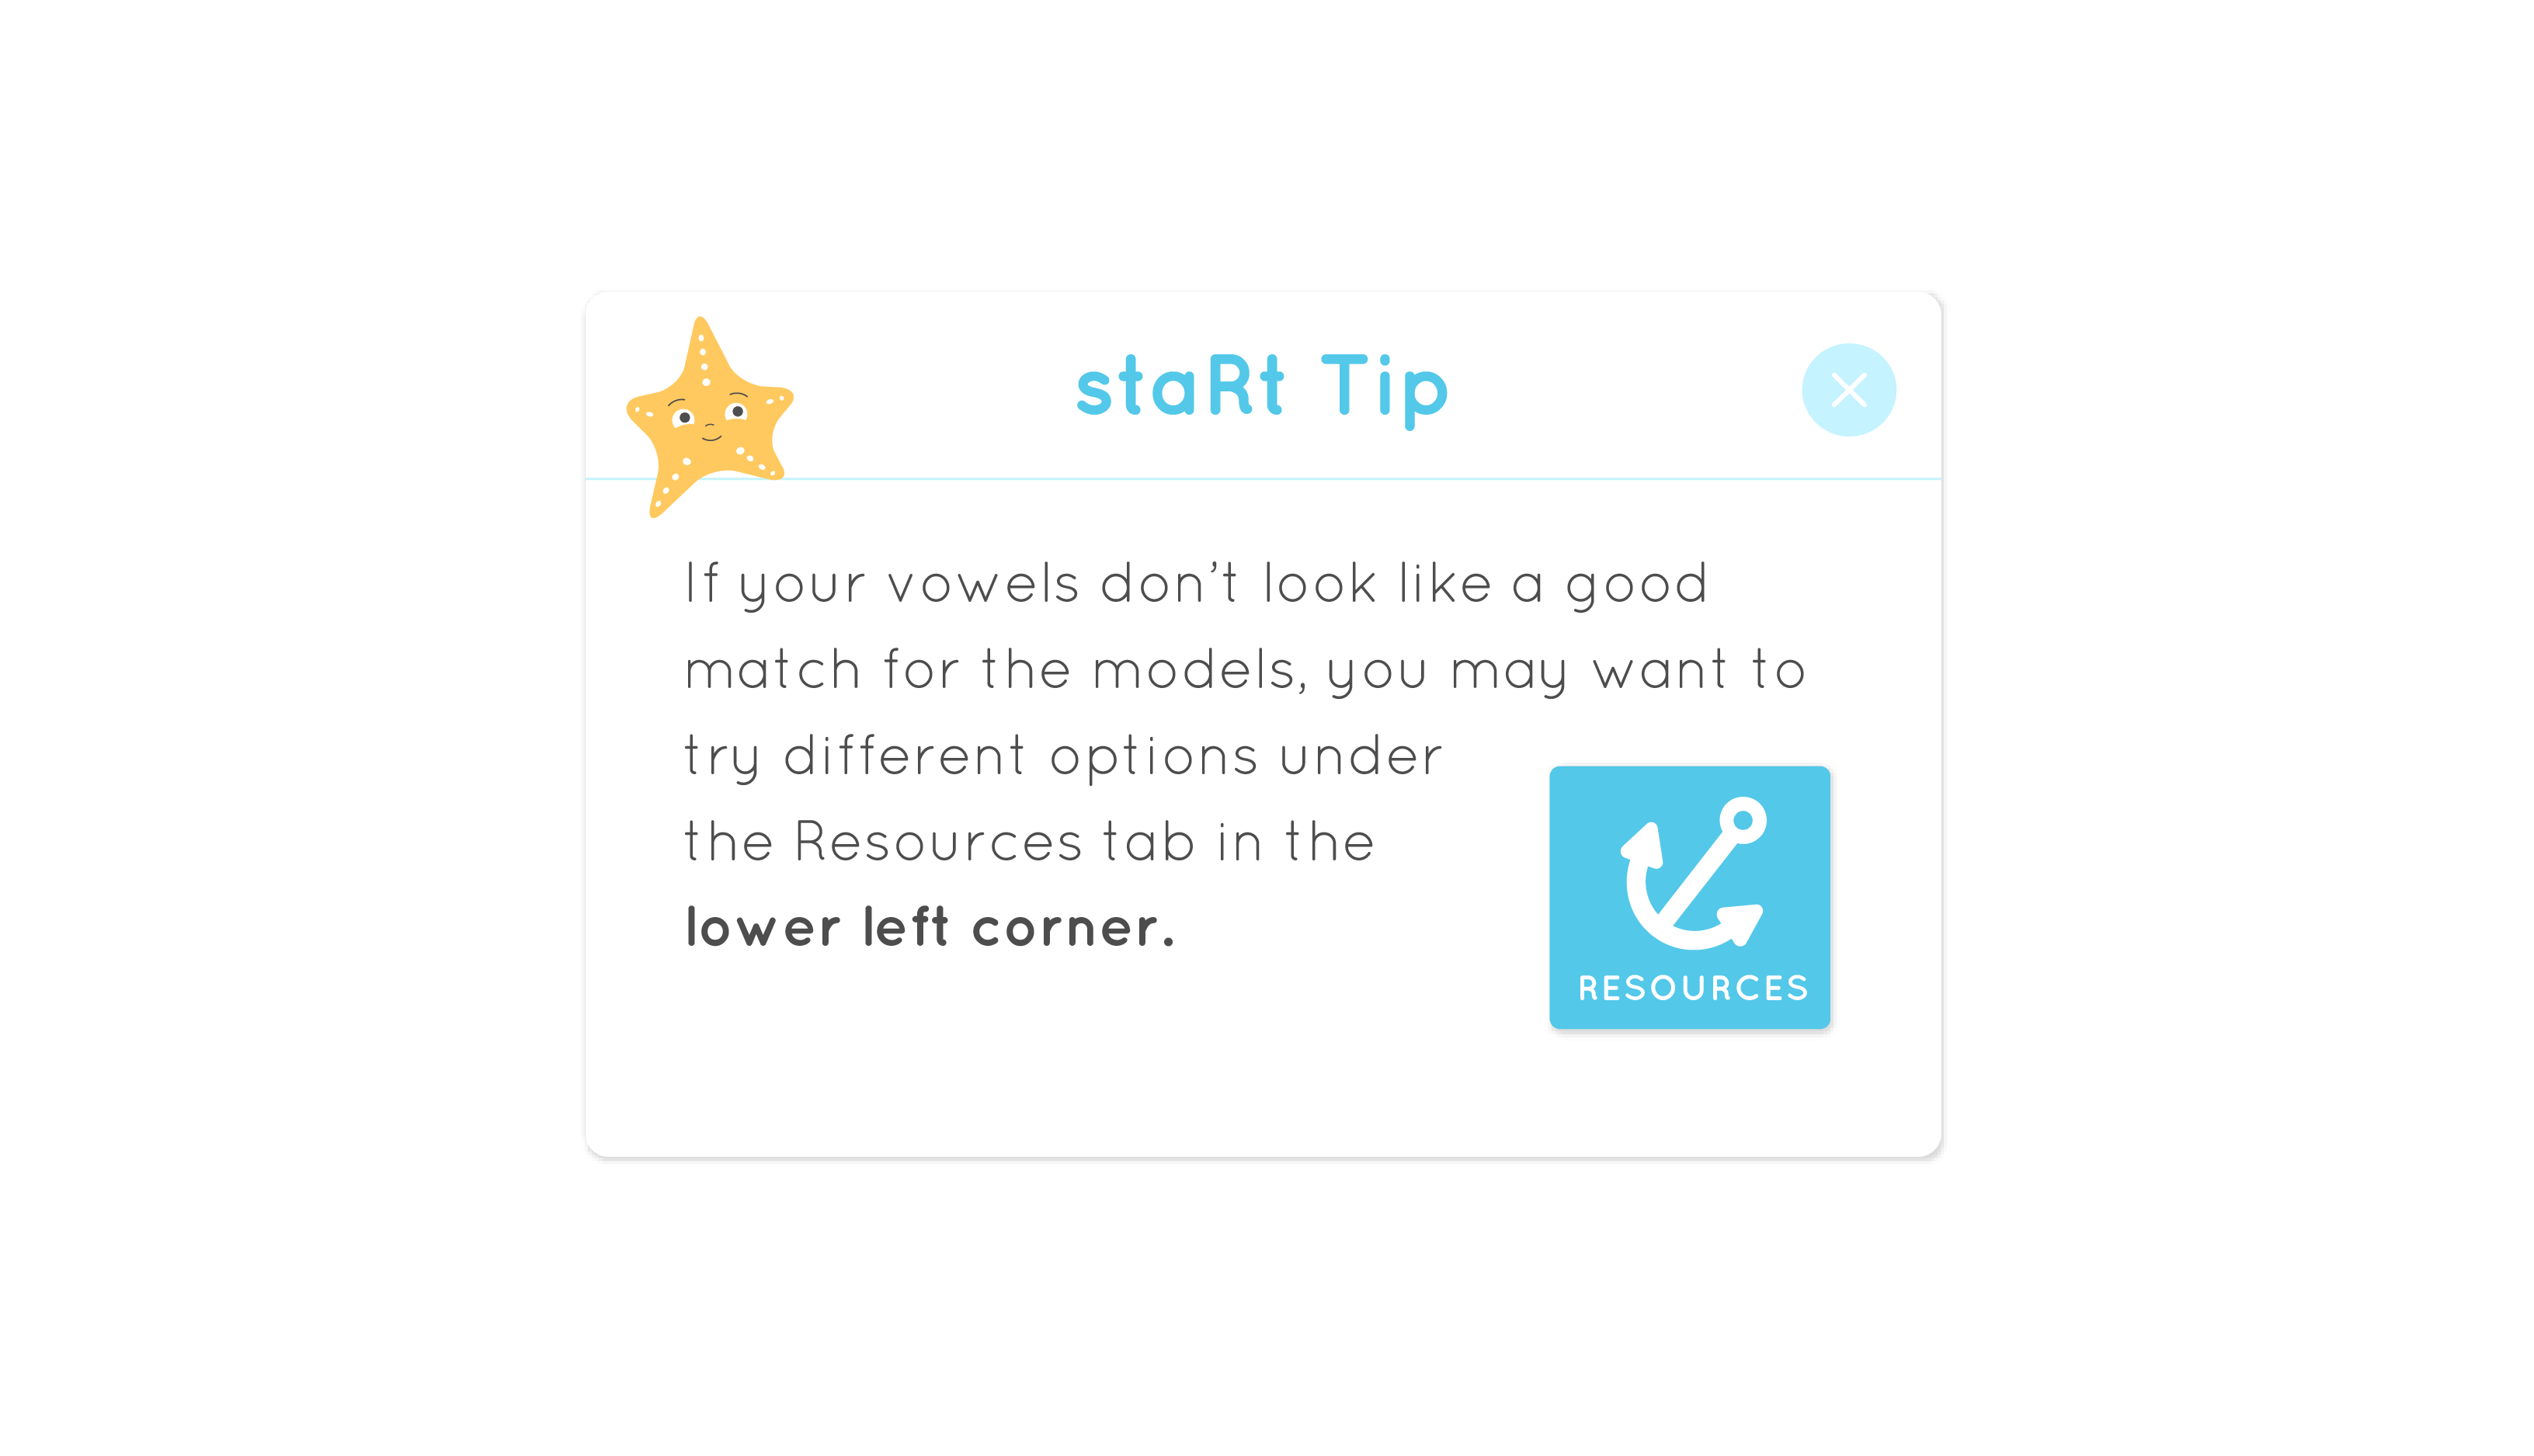 staRt Tip
If your vowels don’t look like a good
match for the models, you may want to
try different options under
the Resources tab in the
lower left corner.
RESOURCES